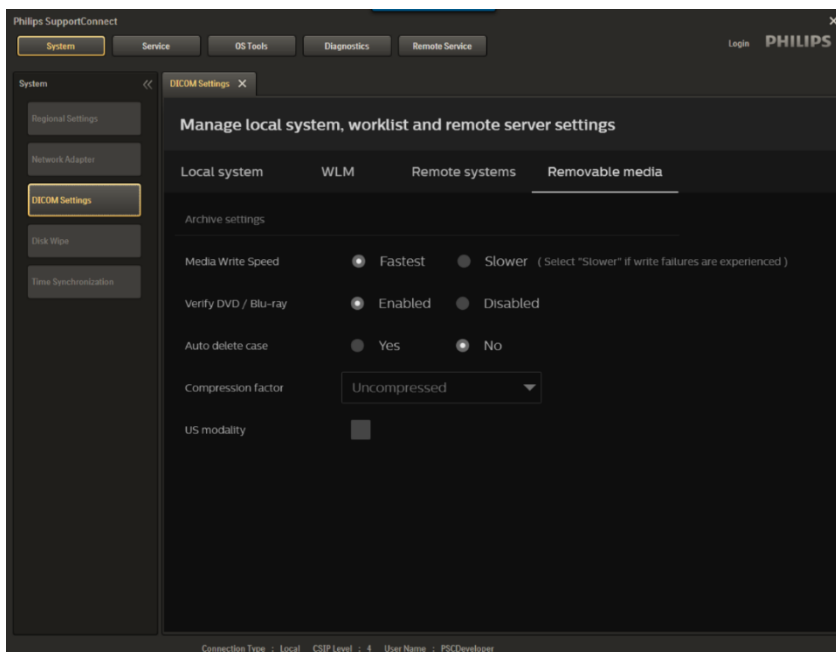 Philips SupportConnect
System Service OS Tools Diagnostics Remote Service Login PHILIPS
System
DICOM Settings
Regional Settings
Network Adapter
DICOM Settings
Disk Wipe
Time Synchronization
Manage local system, worklist and remote server settings
Local system WLM Remote systems Removable media
Archive settings
Media Write Speed Fastest Slower ( Select "Slower" if write failures are experienced )
Verify DVD / Blu-ray Enabled Disabled
Auto delete case Yes No
Compression factor Uncompressed
US modality
Connection Type : Local CSIP Level : 4 User Name : PSCDeveloper